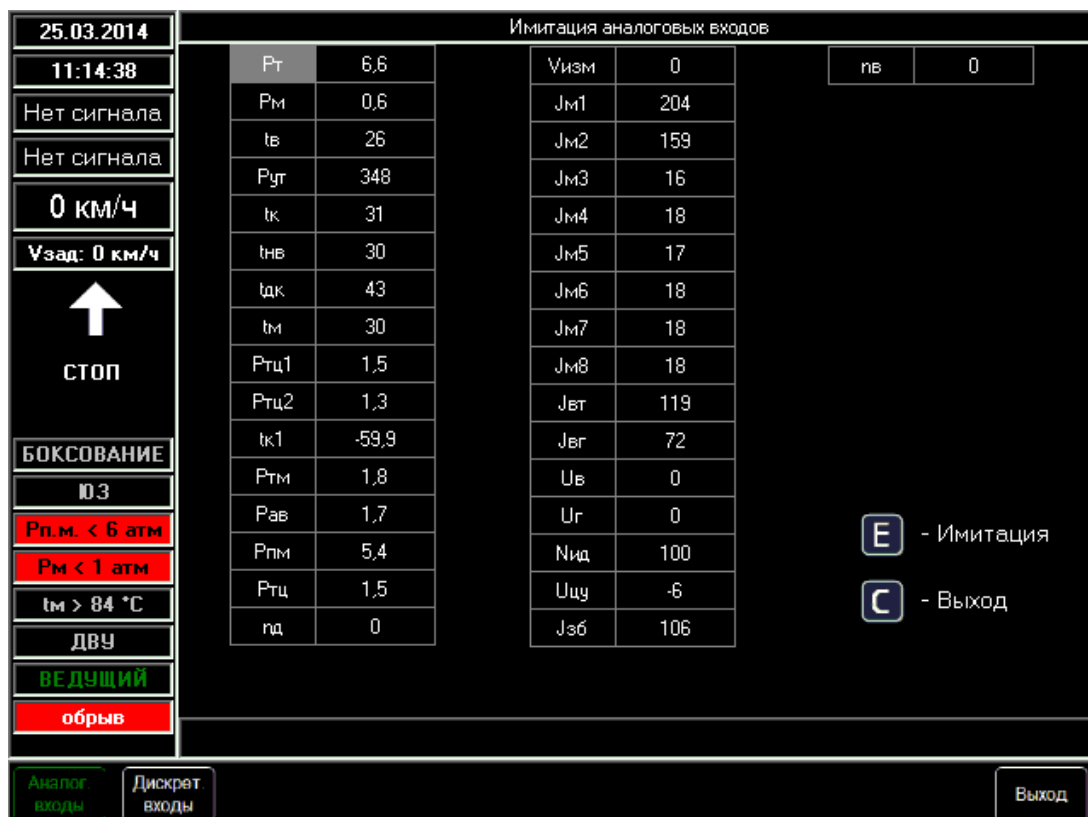 25.03.2014
11:14:38
Нет сигнала
Нет сигнала
0 км/ч
Vзад: 0 км/ч
СТОП
БОКСОВАНИЕ
ЮЗ
Рп.м. < 6 атм
Рм < 1 атм
tм > 84 °C
ДВУ
ВЕДУЩИЙ
обрыв
Имитация аналоговых входов
Рт 6,6
Рм 0,6
tв 26
Рут 348
tк 31
tнв 30
tдк 43
tм 30
Ртц1 1,5
Ртц2 1,3
tк1 -59,9
Ртм 1,8
Рав 1,7
Рпм 5,4
Ртц 1,5
nд 0
Vизм 0
Jм1 204
Jм2 159
Jм3 16
Jм4 18
Jм5 17
Jм6 18
Jм7 18
Jм8 18
Jвт 119
Jвг 72
Uв 0
Uг 0
Nид 100
Uцу -6
Jзб 106
nв 0
E - Имитация
C - Выход
Аналог.
входы
Дискрет.
входы
Выход